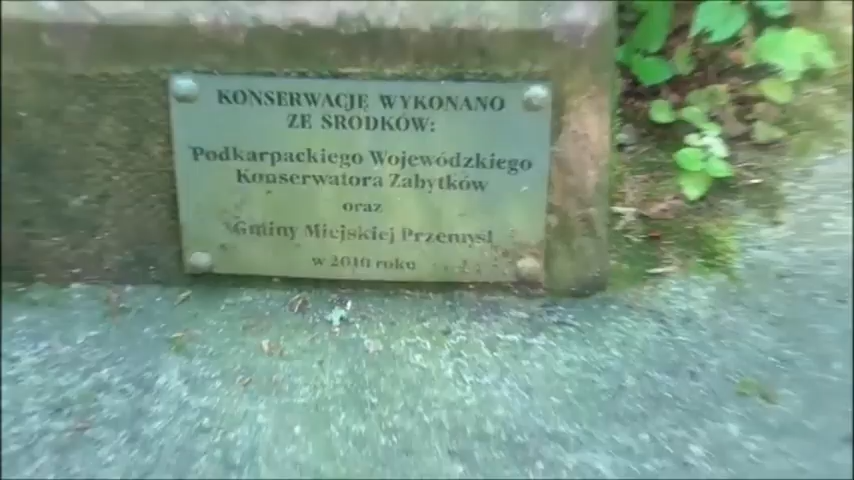 KONSERWACJĘ WYKONANO
ZE ŚRODKÓW:
Podkarpackiego Wojewódzkiego
Konserwatora Zabytków
oraz
Gminy Miejskiej Przemyśl
w 2010 roku